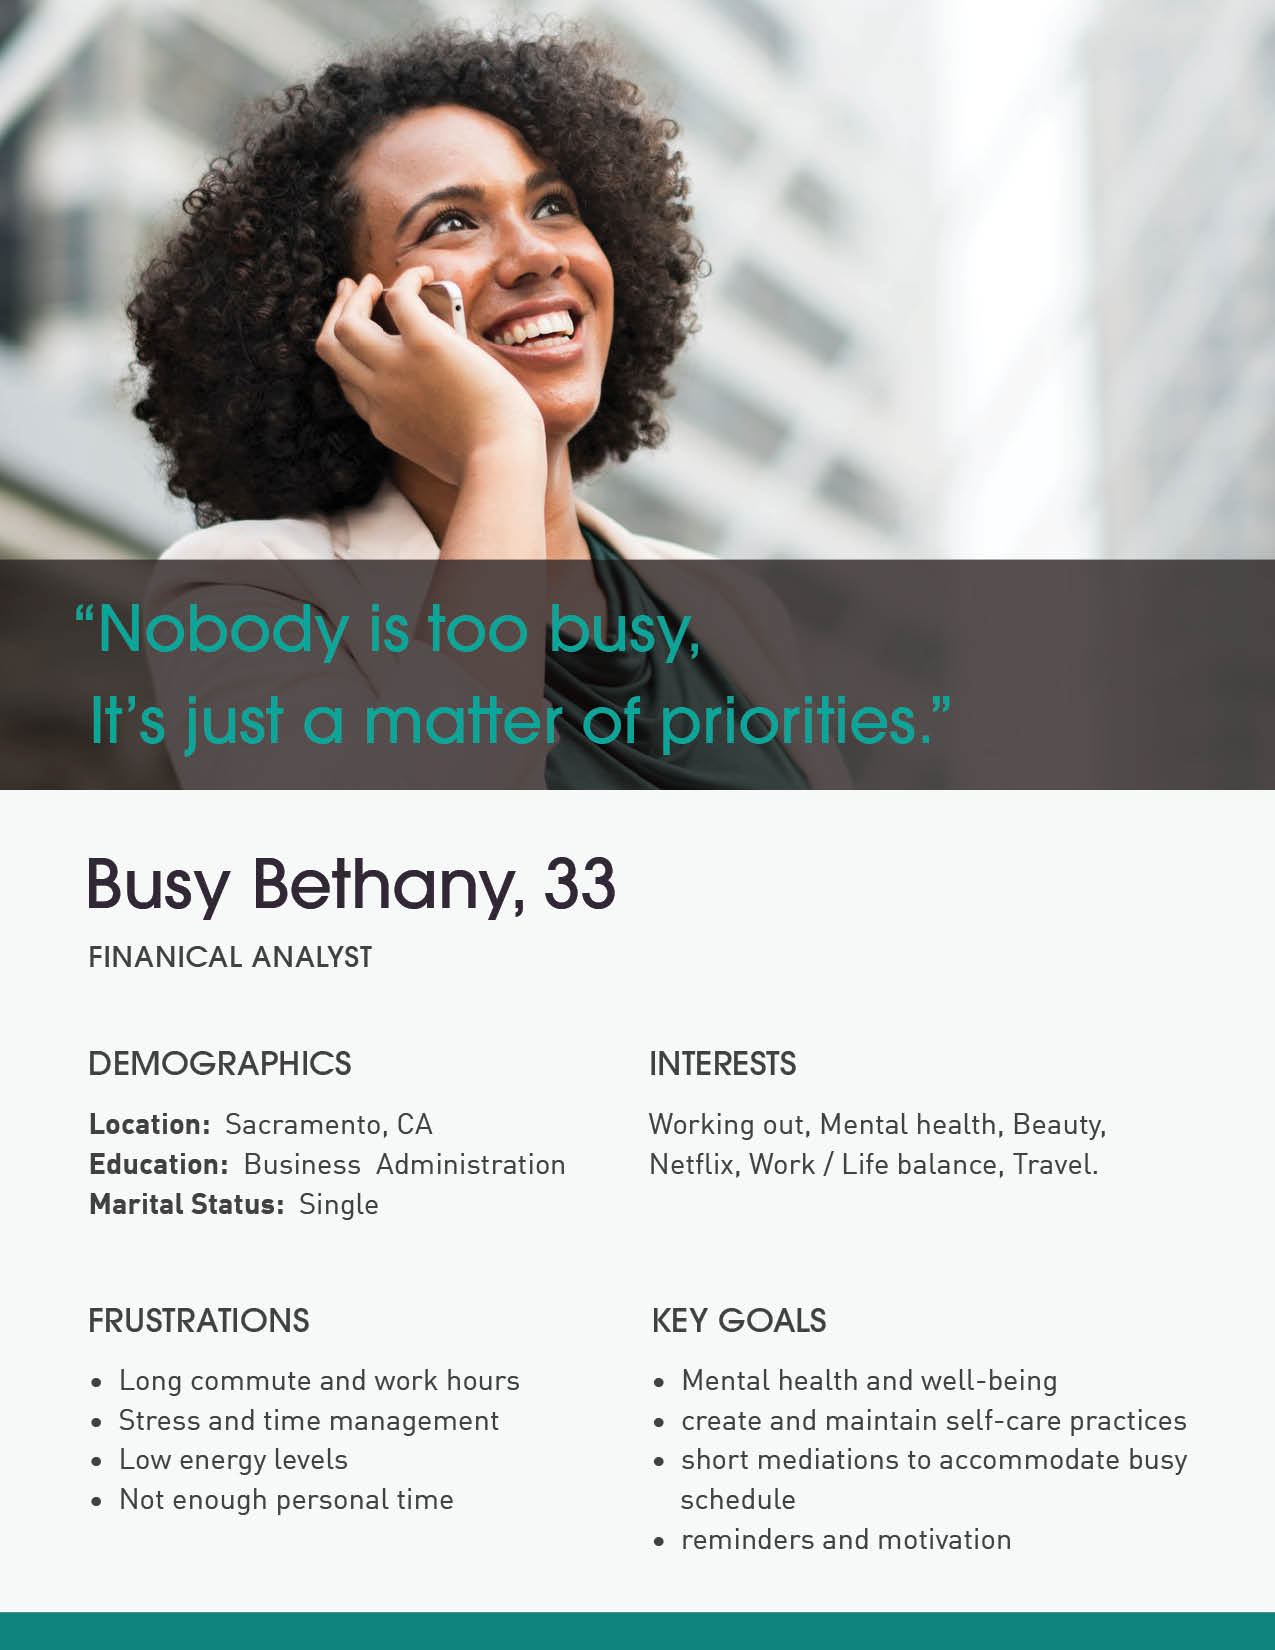 “Nobody is too busy,
It’s just a matter of priorities.”
Busy Bethany, 33
FINANICAL ANALYST
DEMOGRAPHICS
Location: Sacramento, CA
Education: Business Administration
Marital Status: Single
INTERESTS
Working out, Mental health, Beauty,
Netflix, Work / Life balance, Travel.
FRUSTRATIONS
• Long commute and work hours
• Stress and time management
• Low energy levels
• Not enough personal time
KEY GOALS
• Mental health and well-being
• create and maintain self-care practices
• short mediations to accommodate busy
schedule
• reminders and motivation